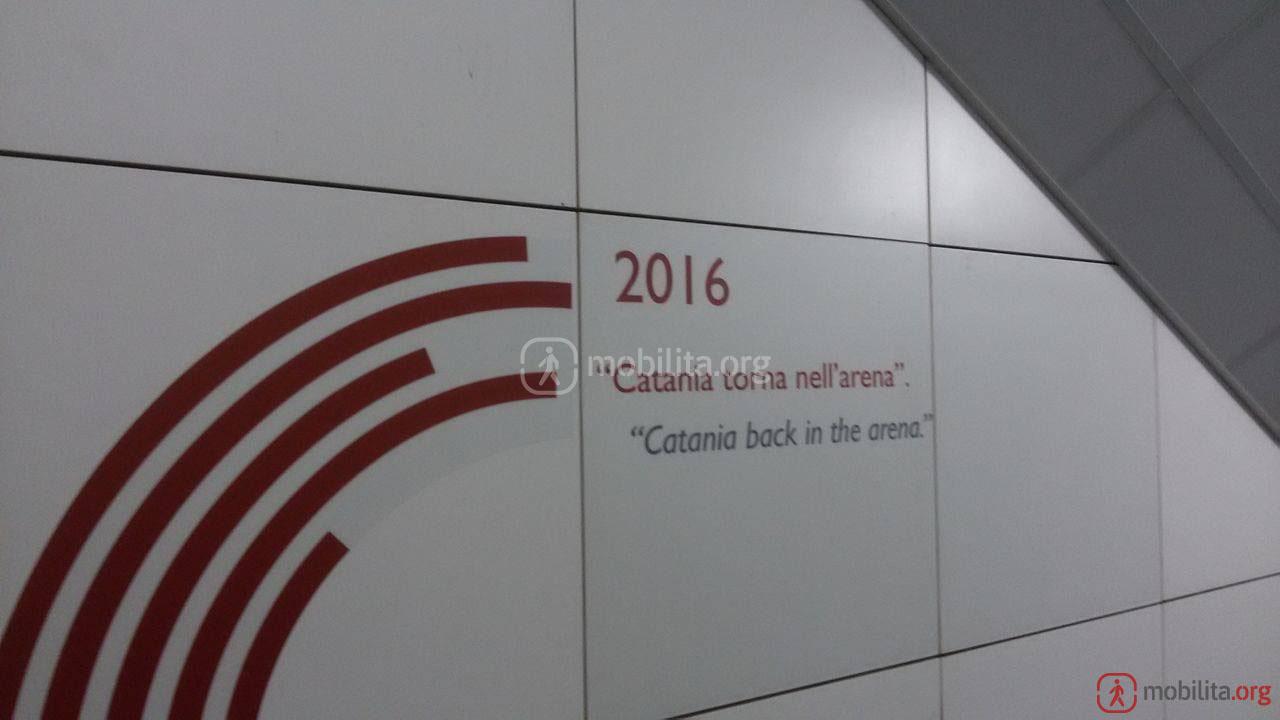 2016
mobilita.org
“Catania torna nell’arena”.
“Catania back in the arena.”
mobilita.org